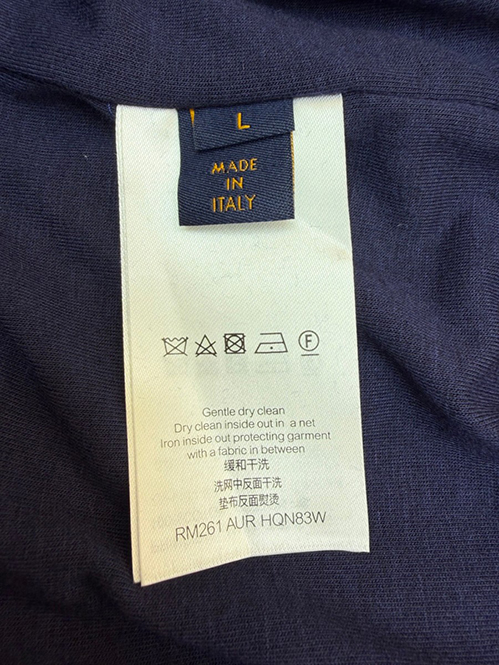 L
MADE
IN
ITALY
F
Gentle dry clean
Dry clean inside out in a net
Iron inside out protecting garment
with a fabric in between
缓和干洗
洗网中反面干洗
垫布反面熨烫
RM261 AUR HQN83W